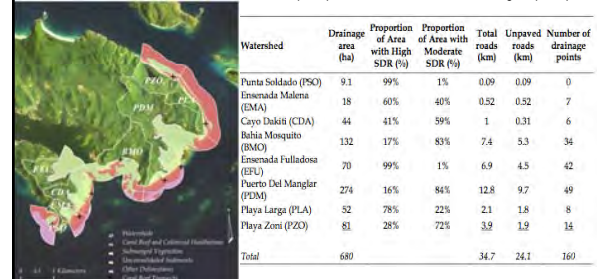 PZO
PLA
PDM
BMO
EFU
CDA
EMA
PSO
Watersheds
Coral Reef and Colonized Hardbottom
Submerged Vegetation
Unconsolidated Sediments
Other Delineations
Kilometers
Watershed Drainage area (ha) Proportion of Area with High SDR (%) Proportion of Area with Moderate SDR (%) Total roads (km) Unpaved roads (km) Number of drainage points
Punta Soldado (PSO) 9.1 99% 1% 0.09 0.09 0
Ensenada Malena (EMA) 18 60% 40% 0.52 0.52 7
Cayo Dakiti (CDA) 44 41% 59% 1 0.31 6
Bahia Mosquito (BMO) 132 17% 83% 7.4 5.3 34
Ensenada Fulladosa (EFU) 70 99% 1% 6.9 4.5 42
Puerto Del Manglar (PDM) 274 16% 84% 12.8 9.7 49
Playa Larga (PLA) 52 78% 22% 2.1 1.8 8
Playa Zoni (PZO) 81 28% 72% 3.9 1.9 14
Total 680 34.7 24.1 160